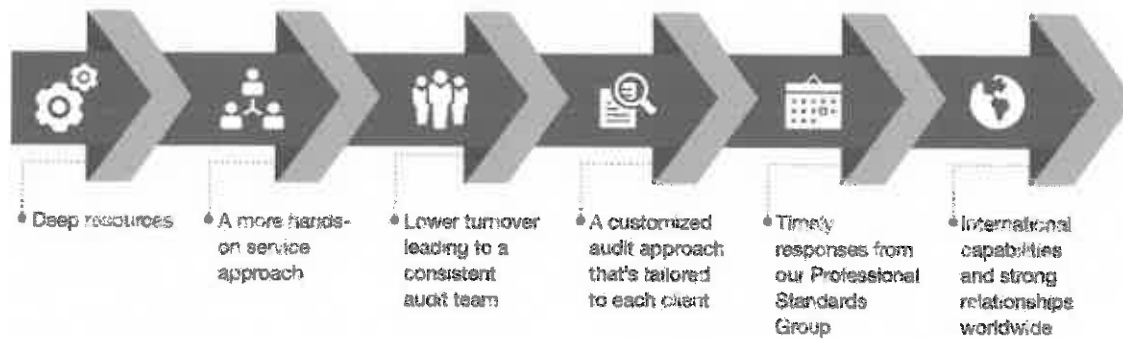 Deep resources
A more hands-
on service
approach
Lower turnover
leading to a
consistent
audit team
A customized
audit approach
that's tailored
to each client
Timely
responses from
our Professional
Standards
Group
International
capabilities
and strong
relationships
worldwide